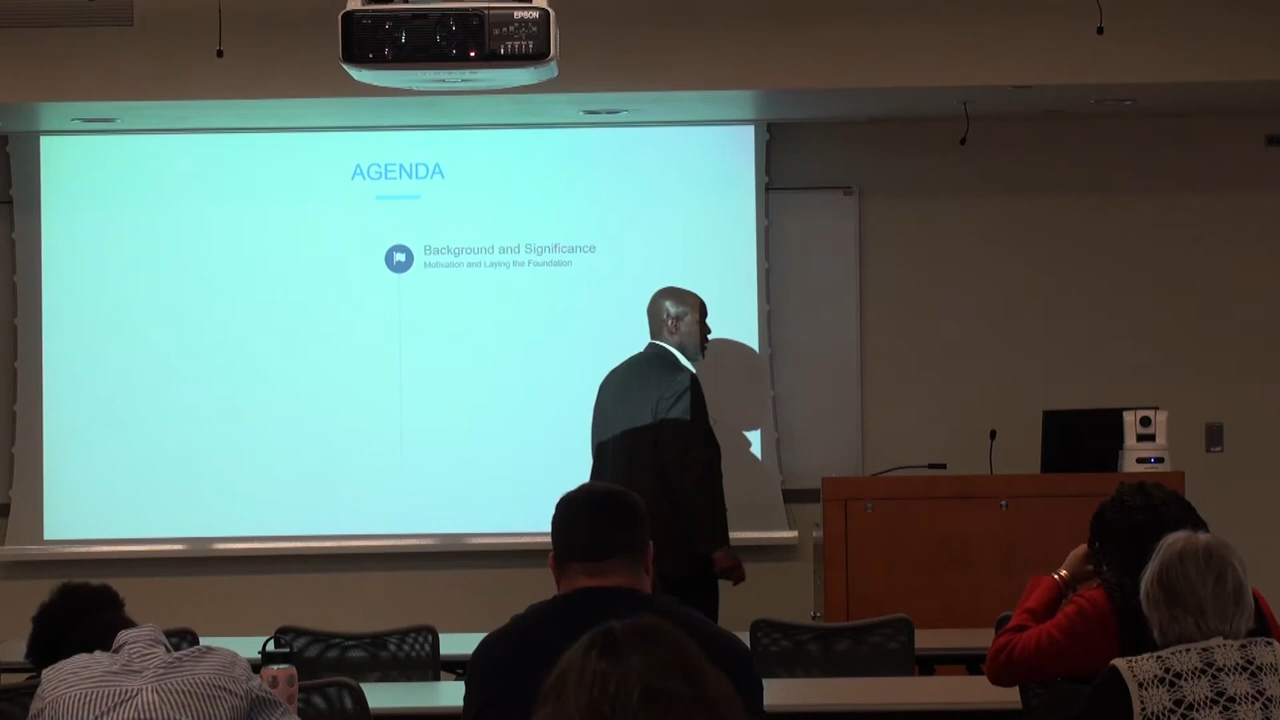 EPSON
AGENDA
Background and Significance
Motivation and Laying the Foundation